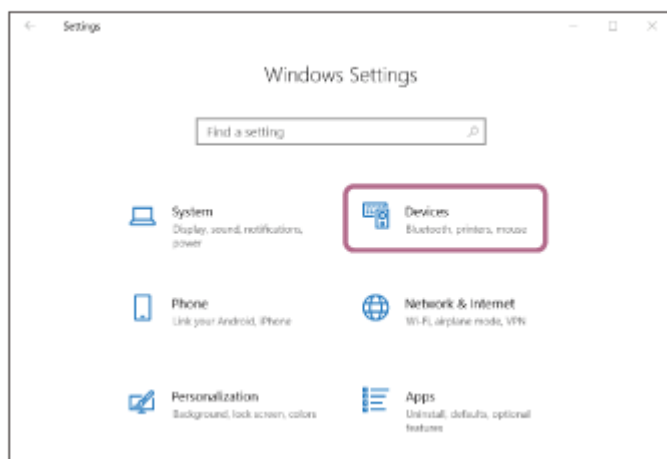 Settings
Windows Settings
Find a setting
System
Display, sound, notifications,
power
Devices
Bluetooth, printers, mouse
Phone
Link your Android, iPhone
Network & Internet
Wi-Fi, airplane mode, VPN
Personalization
Background, lock screen, colors
Apps
Uninstall, defaults, optional
features